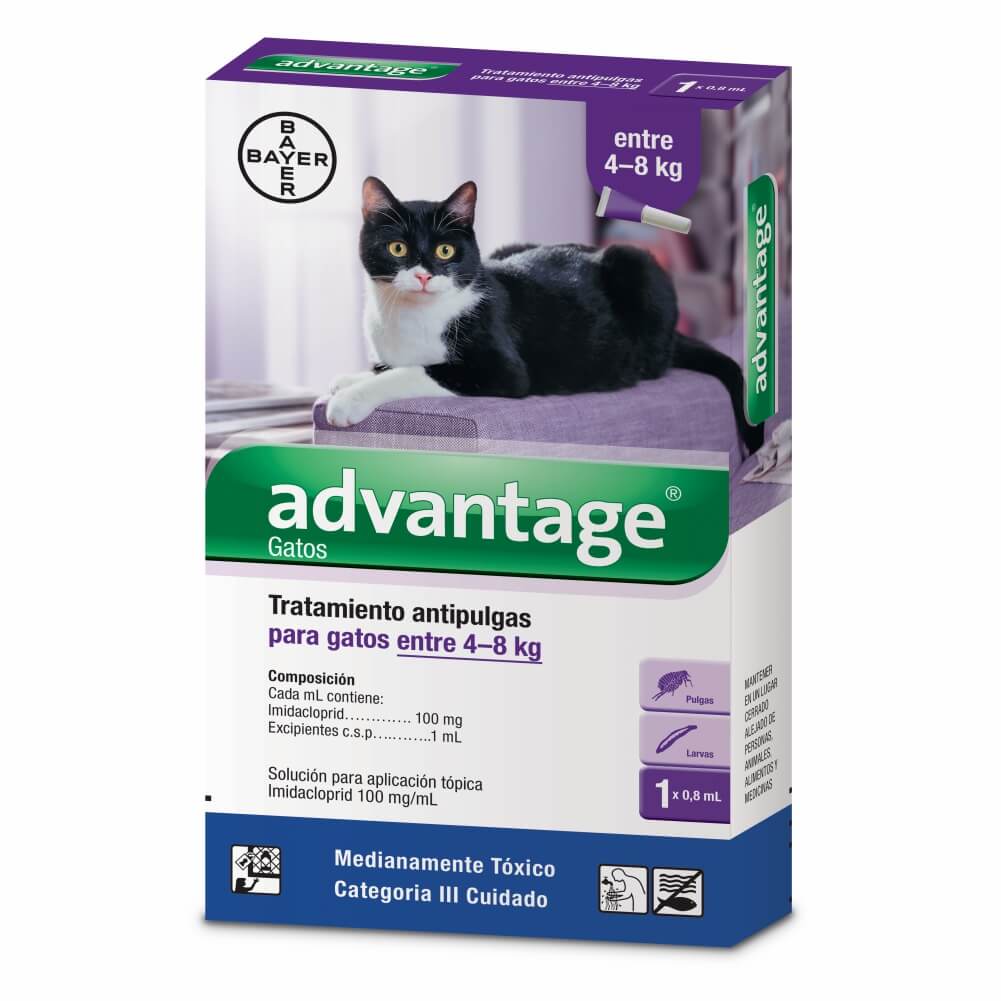 advantage®
Tratamiento antipulgas
para gatos entre 4–8 kg
1 x 0,8 mL
BAYER
BAYER
entre
4–8 kg
advantage®
advantage®
Gatos
Tratamiento antipulgas
para gatos entre 4–8 kg
Composición
Cada mL contiene:
Imidacloprid............. 100 mg
Excipientes c.s.p...........1 mL
Solución para aplicación tópica
Imidacloprid 100 mg/mL
Pulgas
Larvas
1 x 0,8 mL
MANTENER
EN UN LUGAR
CERRADO
ALEJADO DE
PERSONAS,
ANIMALES,
ALIMENTOS Y
MEDICINAS
Medianamente Tóxico
Categoria III Cuidado